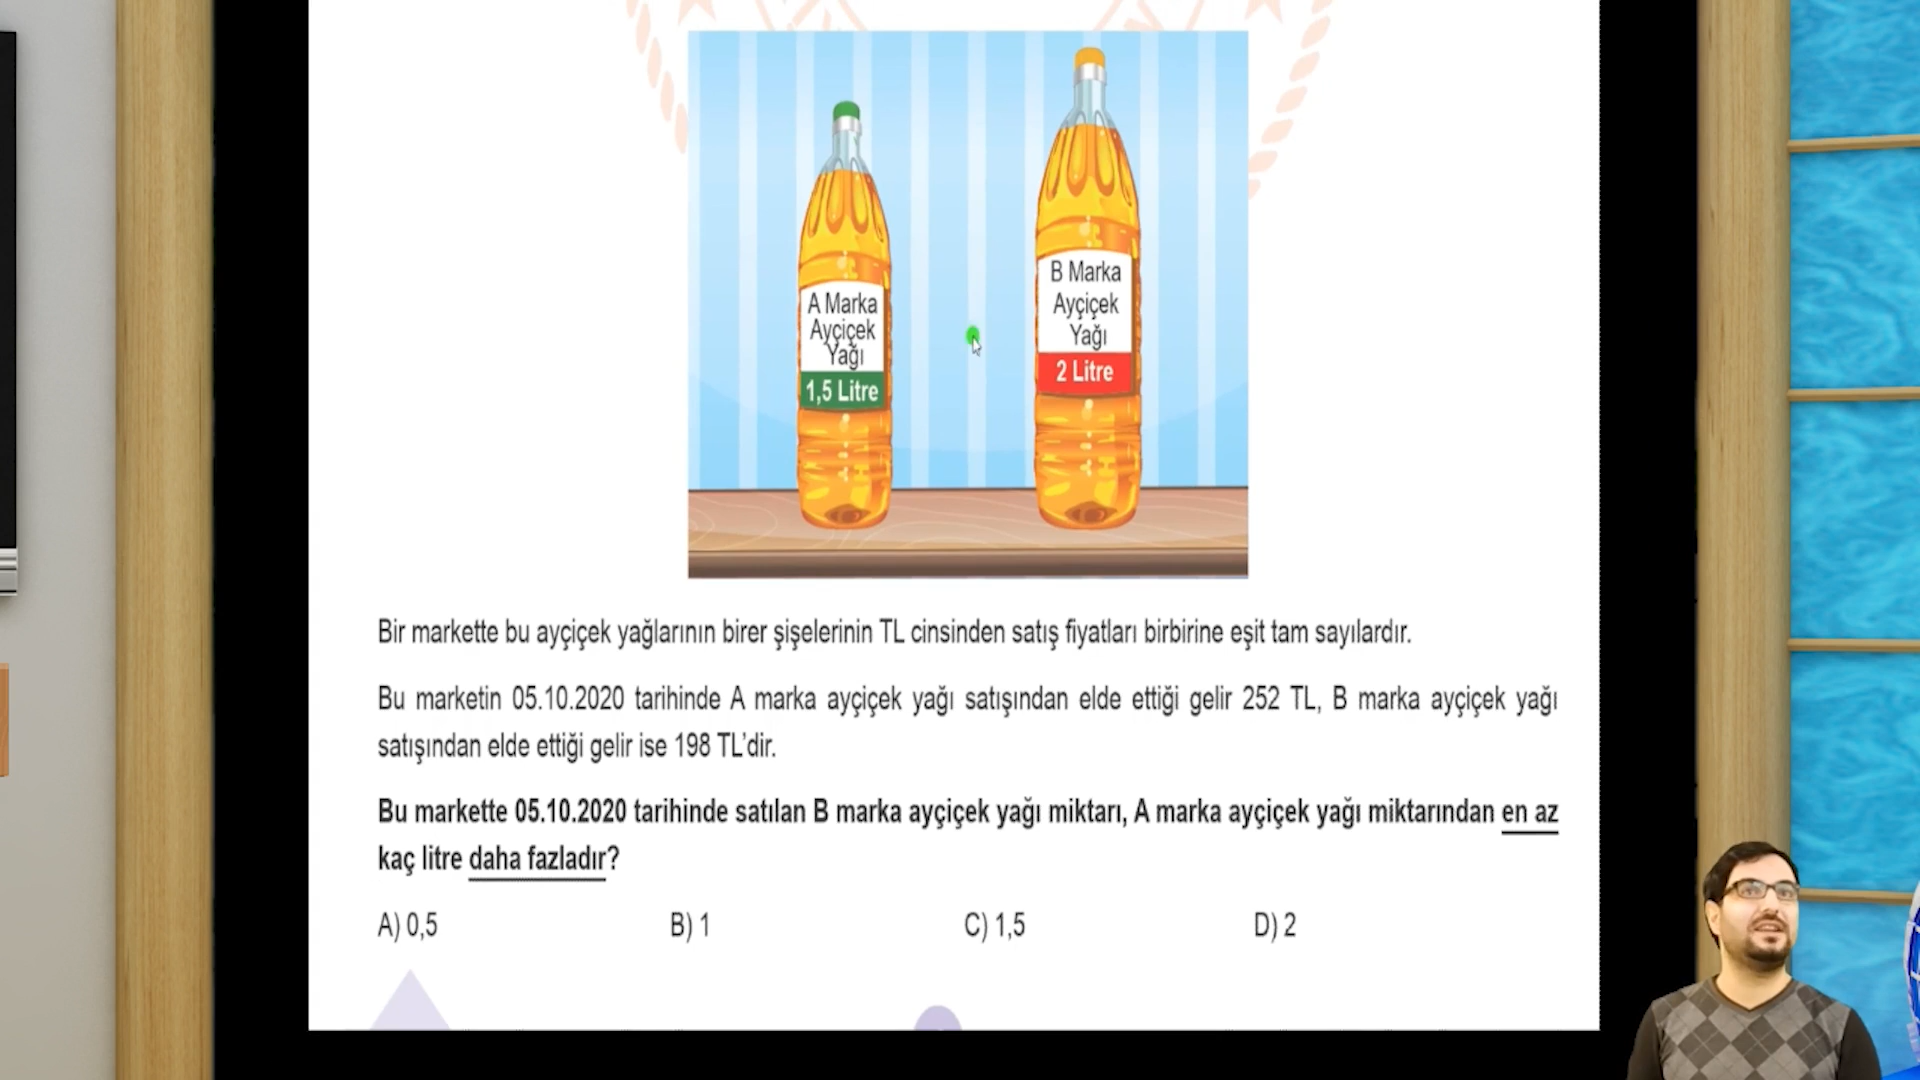 A Marka
Ayçiçek
Yağı
1,5 Litre
B Marka
Ayçiçek
Yağı
2 Litre
Bir markette bu ayçiçek yağlarının birer şişelerinin TL cinsinden satış fiyatları birbirine eşit tam sayılardır.
Bu marketin 05.10.2020 tarihinde A marka ayçiçek yağı satışından elde ettiği gelir 252 TL, B marka ayçiçek yağı
satışından elde ettiği gelir ise 198 TL'dir.
Bu markette 05.10.2020 tarihinde satılan B marka ayçiçek yağı miktarı, A marka ayçiçek yağı miktarından en az
kaç litre daha fazladır?
A) 0,5
B) 1
C) 1,5
D) 2